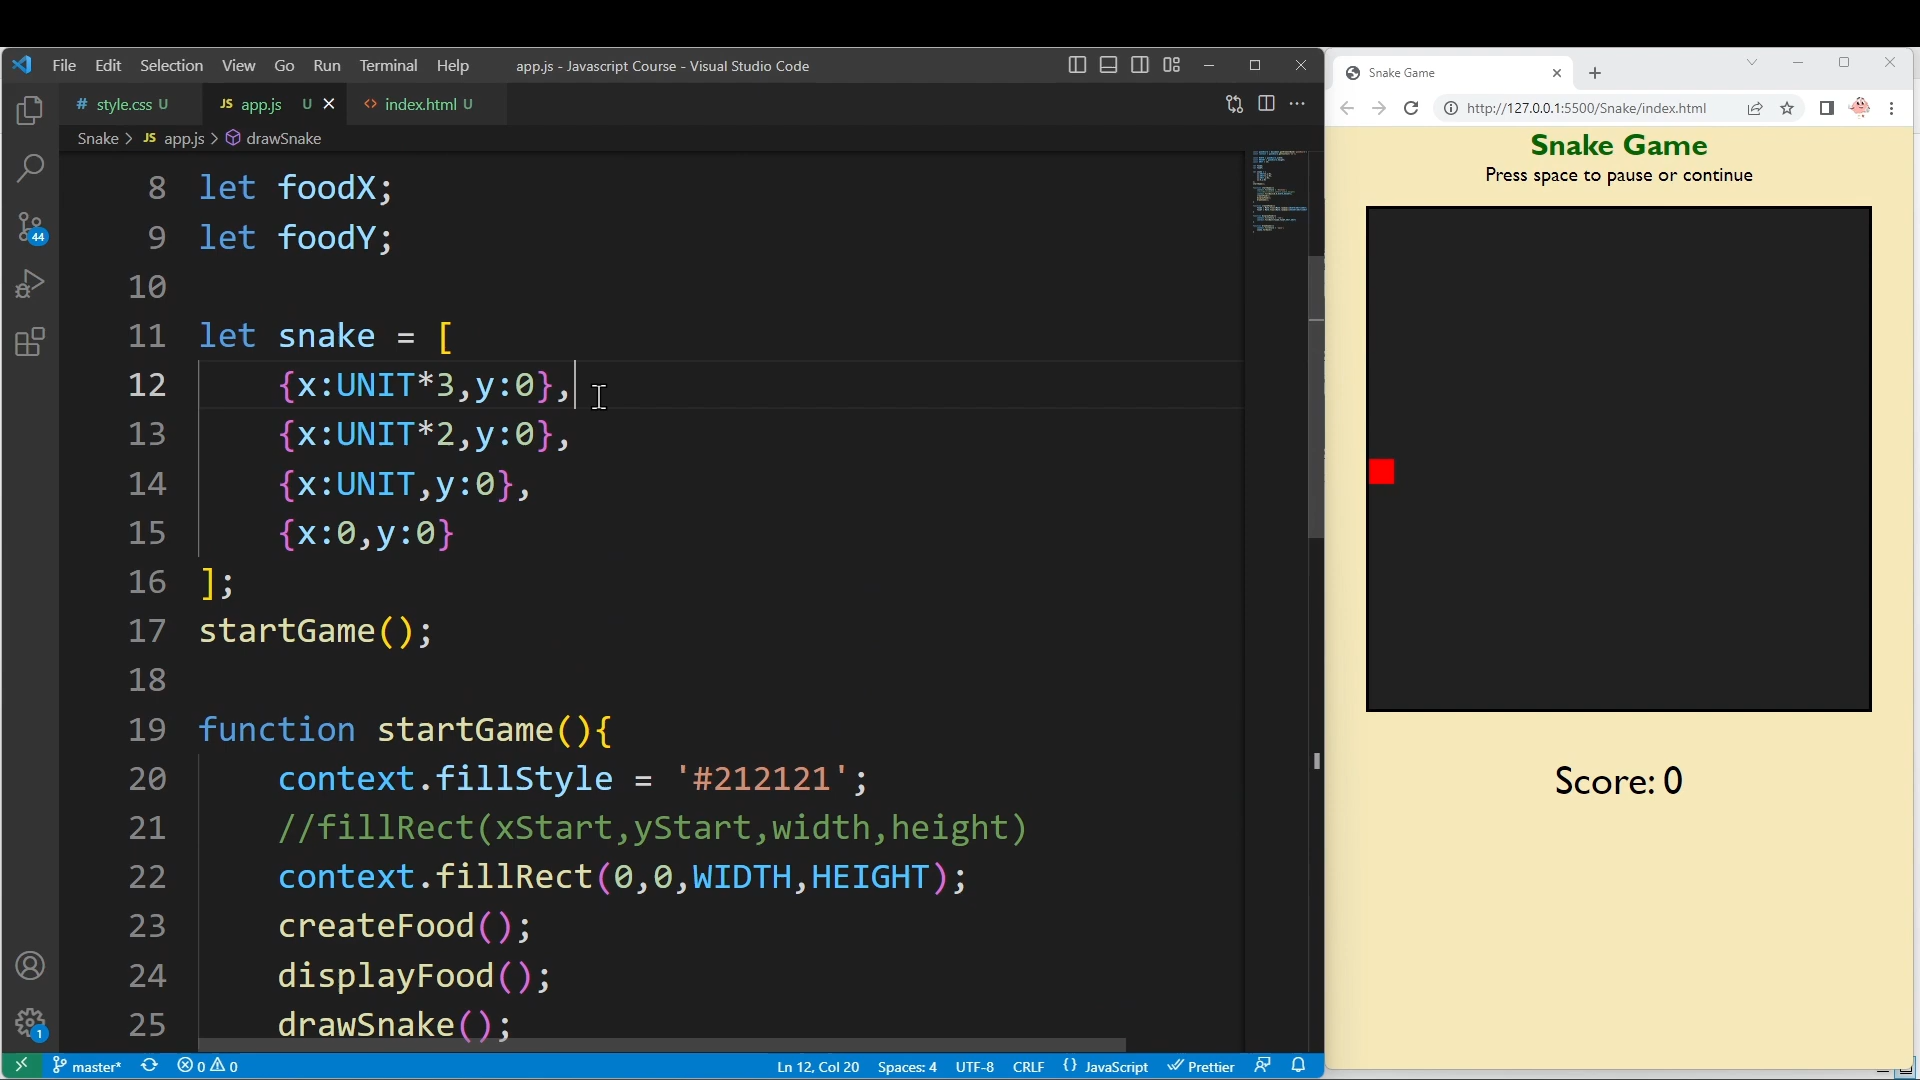 File Edit Selection View Go Run Terminal Help app.js - Javascript Course - Visual Studio Code
# style.css U JS app.js U <> index.html U
Snake > JS app.js > drawSnake
8 let foodX;
9 let foodY;
10
11 let snake = [
12 {x:UNIT*3,y:0},
13 {x:UNIT*2,y:0},
14 {x:UNIT,y:0},
15 {x:0,y:0}
16 ];
17 startGame();
18
19 function startGame(){
20 context.fillStyle = '#212121';
21 //fillRect(xStart,yStart,width,height)
22 context.fillRect(0,0,WIDTH,HEIGHT);
23 createFood();
24 displayFood();
25 drawSnake();
44
1
master* 0 0 Ln 12, Col 20 Spaces: 4 UTF-8 CRLF {} JavaScript Prettier
Snake Game
http://127.0.0.1:5500/Snake/index.html
Snake Game
Press space to pause or continue
Score: 0